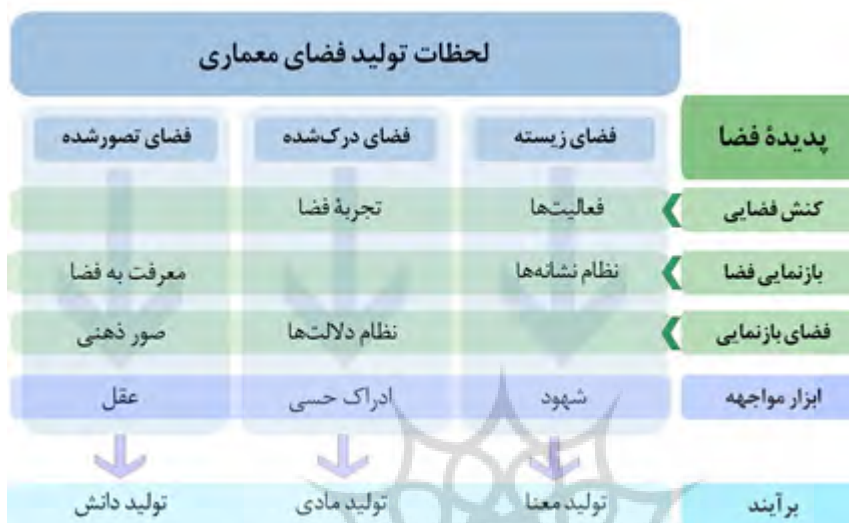 لحظات تولید فضای معماری
پدیدهٔ فضا فضای زیسته فضای درک‌شده فضای تصورشده
کنش فضایی فعالیت‌ها تجربهٔ فضا
بازنمایی فضا نظام نشانه‌ها معرفت به فضا
فضای بازنمایی نظام دلالت‌ها صور ذهنی
ابزار مواجهه شهود ادراک حسی عقل
برآیند تولید معنا تولید مادی تولید دانش